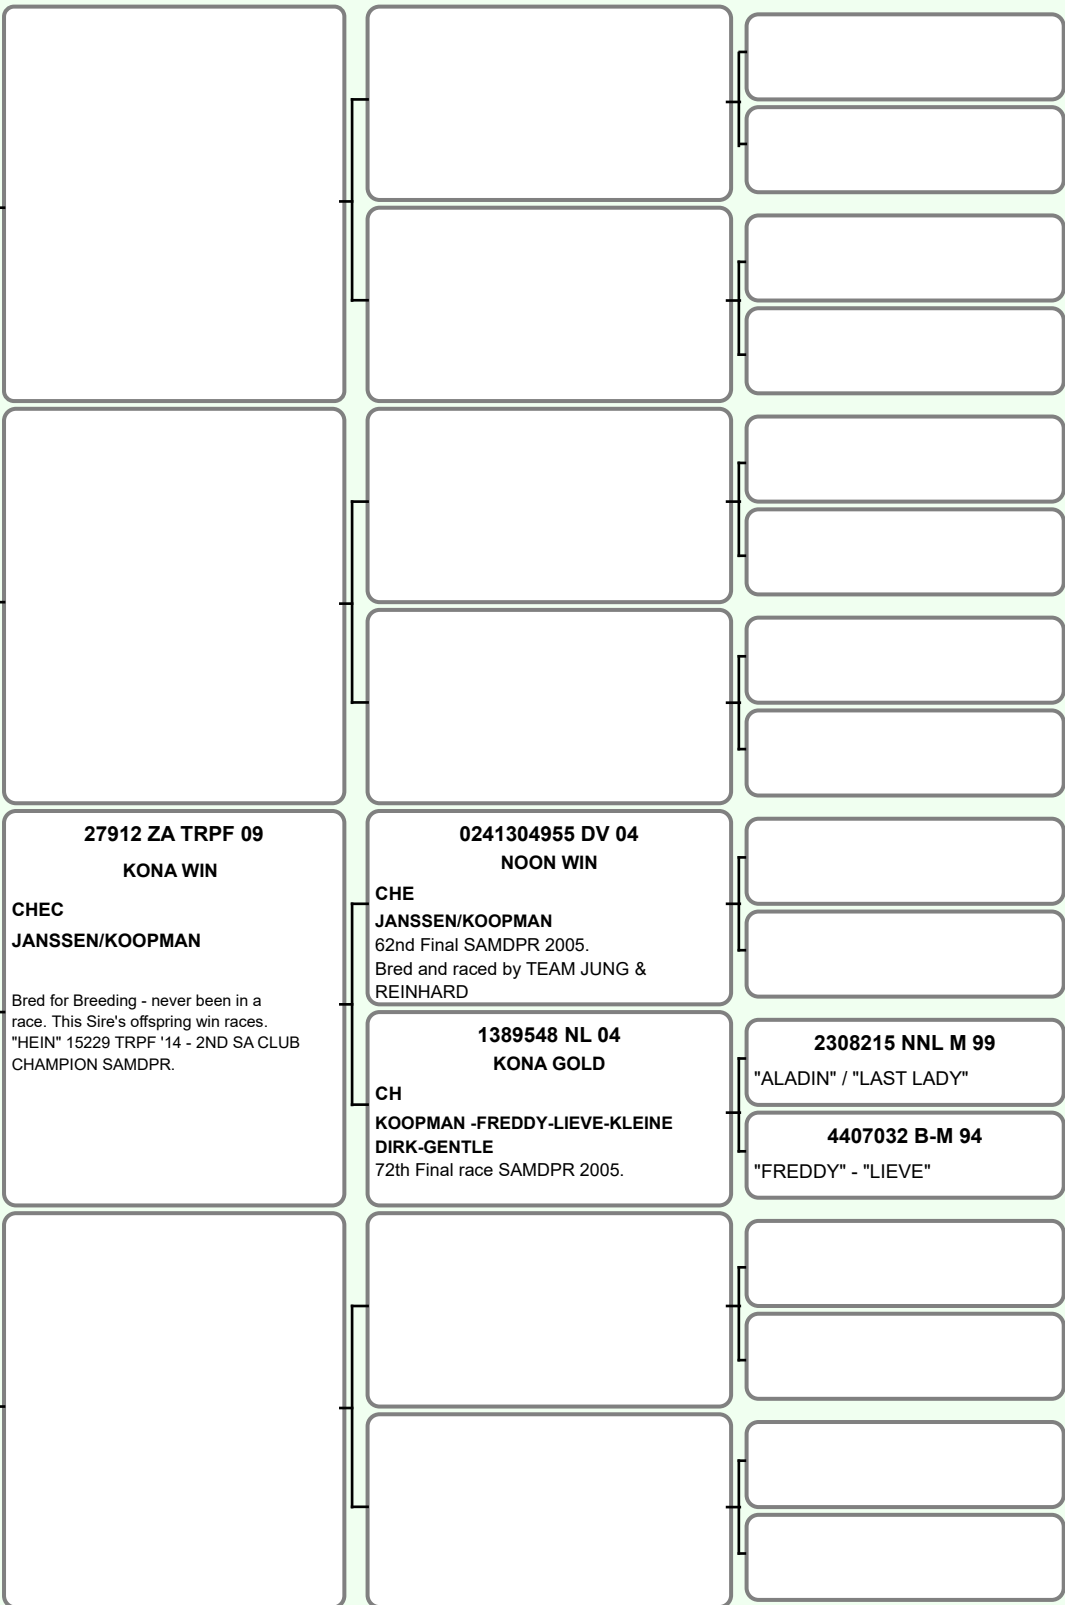 27912 ZA TRPF 09
KONA WIN
CHEC
JANSSEN/KOOPMAN
Bred for Breeding - never been in a
race. This Sire's offspring win races.
"HEIN" 15229 TRPF '14 - 2ND SA CLUB
CHAMPION SAMDPR.
0241304955 DV 04
NOON WIN
CHE
JANSSEN/KOOPMAN
62nd Final SAMDPR 2005.
Bred and raced by TEAM JUNG &
REINHARD
1389548 NL 04
KONA GOLD
CH
KOOPMAN -FREDDY-LIEVE-KLEINE
DIRK-GENTLE
72th Final race SAMDPR 2005.
2308215 NNL M 99
"ALADIN" / "LAST LADY"
4407032 B-M 94
"FREDDY" - "LIEVE"